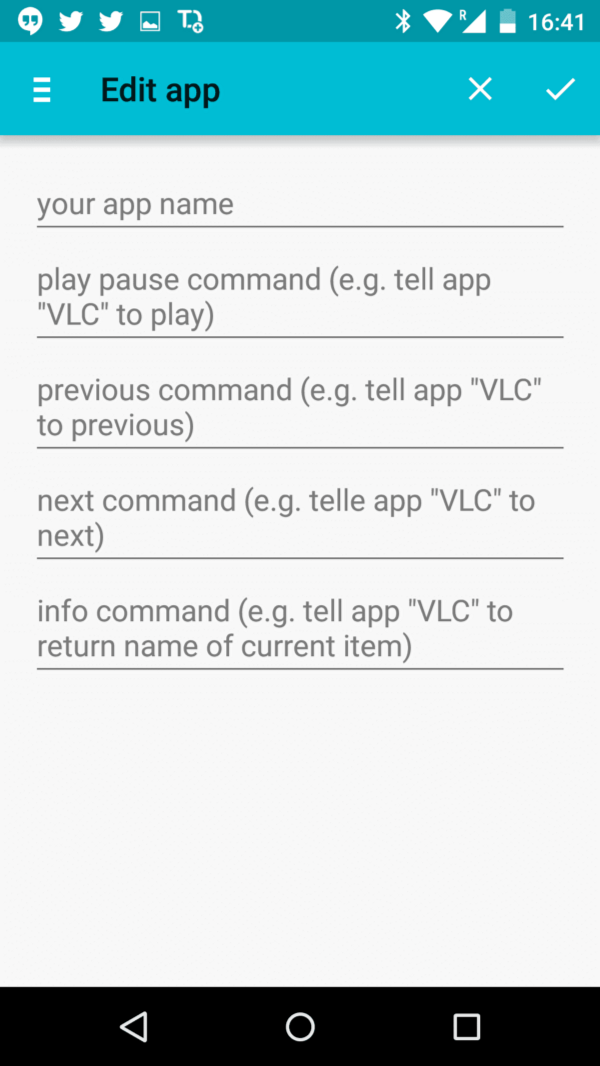 R 16:41
Edit app
your app name
play pause command (e.g. tell app
"VLC" to play)
previous command (e.g. tell app "VLC"
to previous)
next command (e.g. telle app "VLC" to
next)
info command (e.g. tell app "VLC" to
return name of current item)